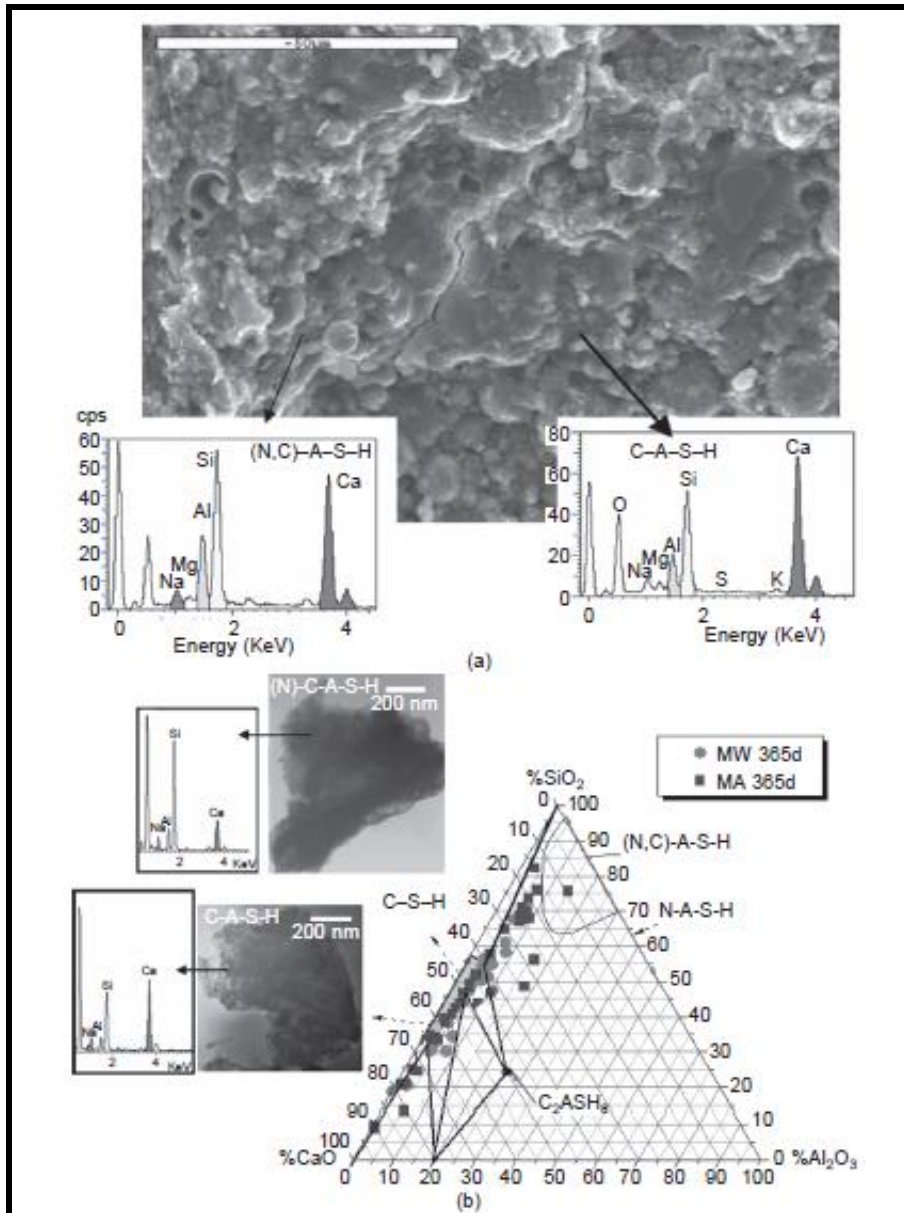 cps
60
50
40
30
20
10
0
(N,C)–A–S–H
Si
Ca
Al
Mg
Na
0 2 4
Energy (KeV)
80
60
40
20
0
C–A–S–H
Ca
Si
O
Al
Mg
Na
S
K
0 2 4
Energy (KeV)
(a)
(N)-C-A-S-H
200 nm
Si
Na
Al
Ca
2 4 KeV
C-A-S-H
200 nm
Si
Ca
Al
2 4 KeV
MW 365d
MA 365d
%SiO₂
0 100
10 90
20 80
30 70
40 60
50 50
60 40
70 30
80 20
90 10
100 0
(N,C)-A-S-H
N-A-S-H
C–S–H
C₂ASH₈
%CaO
%Al₂O₃
0 10 20 30 40 50 60 70 80 90 100
(b)